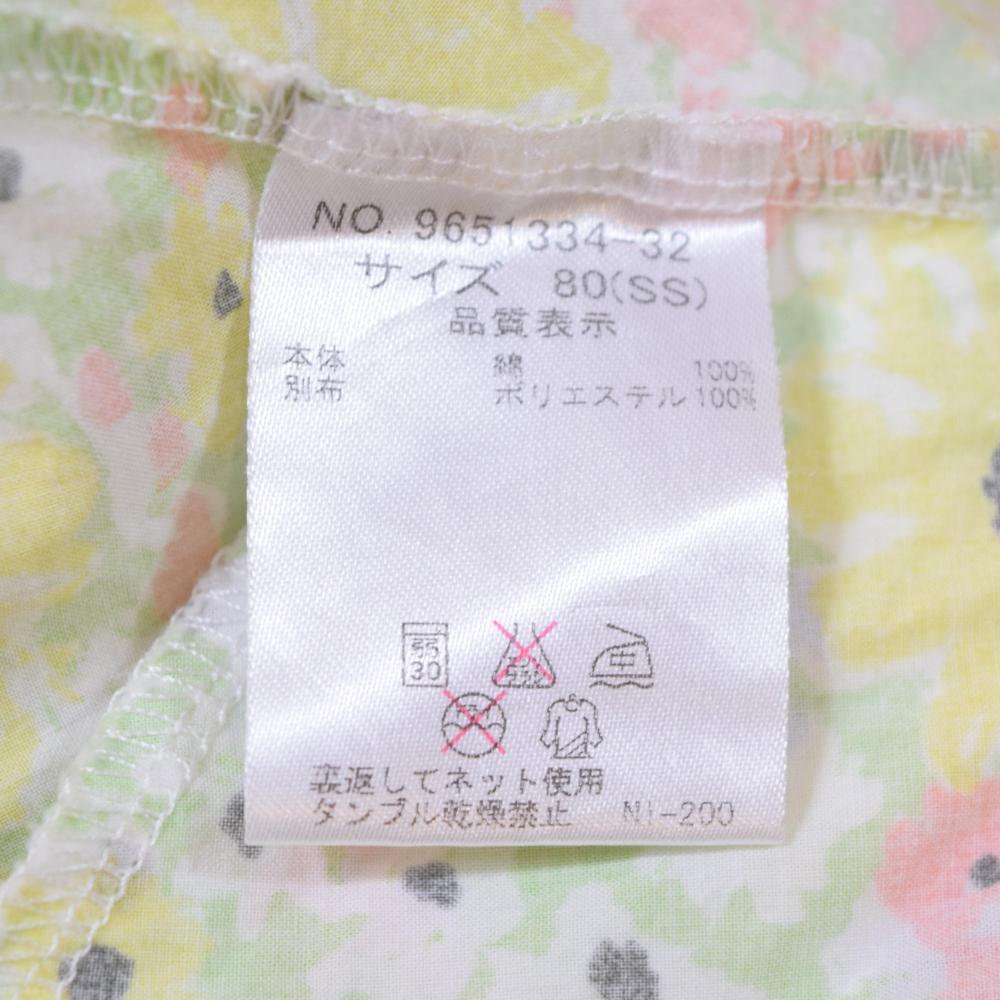 NO. 9651334-32
サイズ 80(SS)
品質表示
本体 綿 100%
別布 ポリエステル 100%
弱 30
中
裏返してネット使用
タンブル乾燥禁止 NI-200